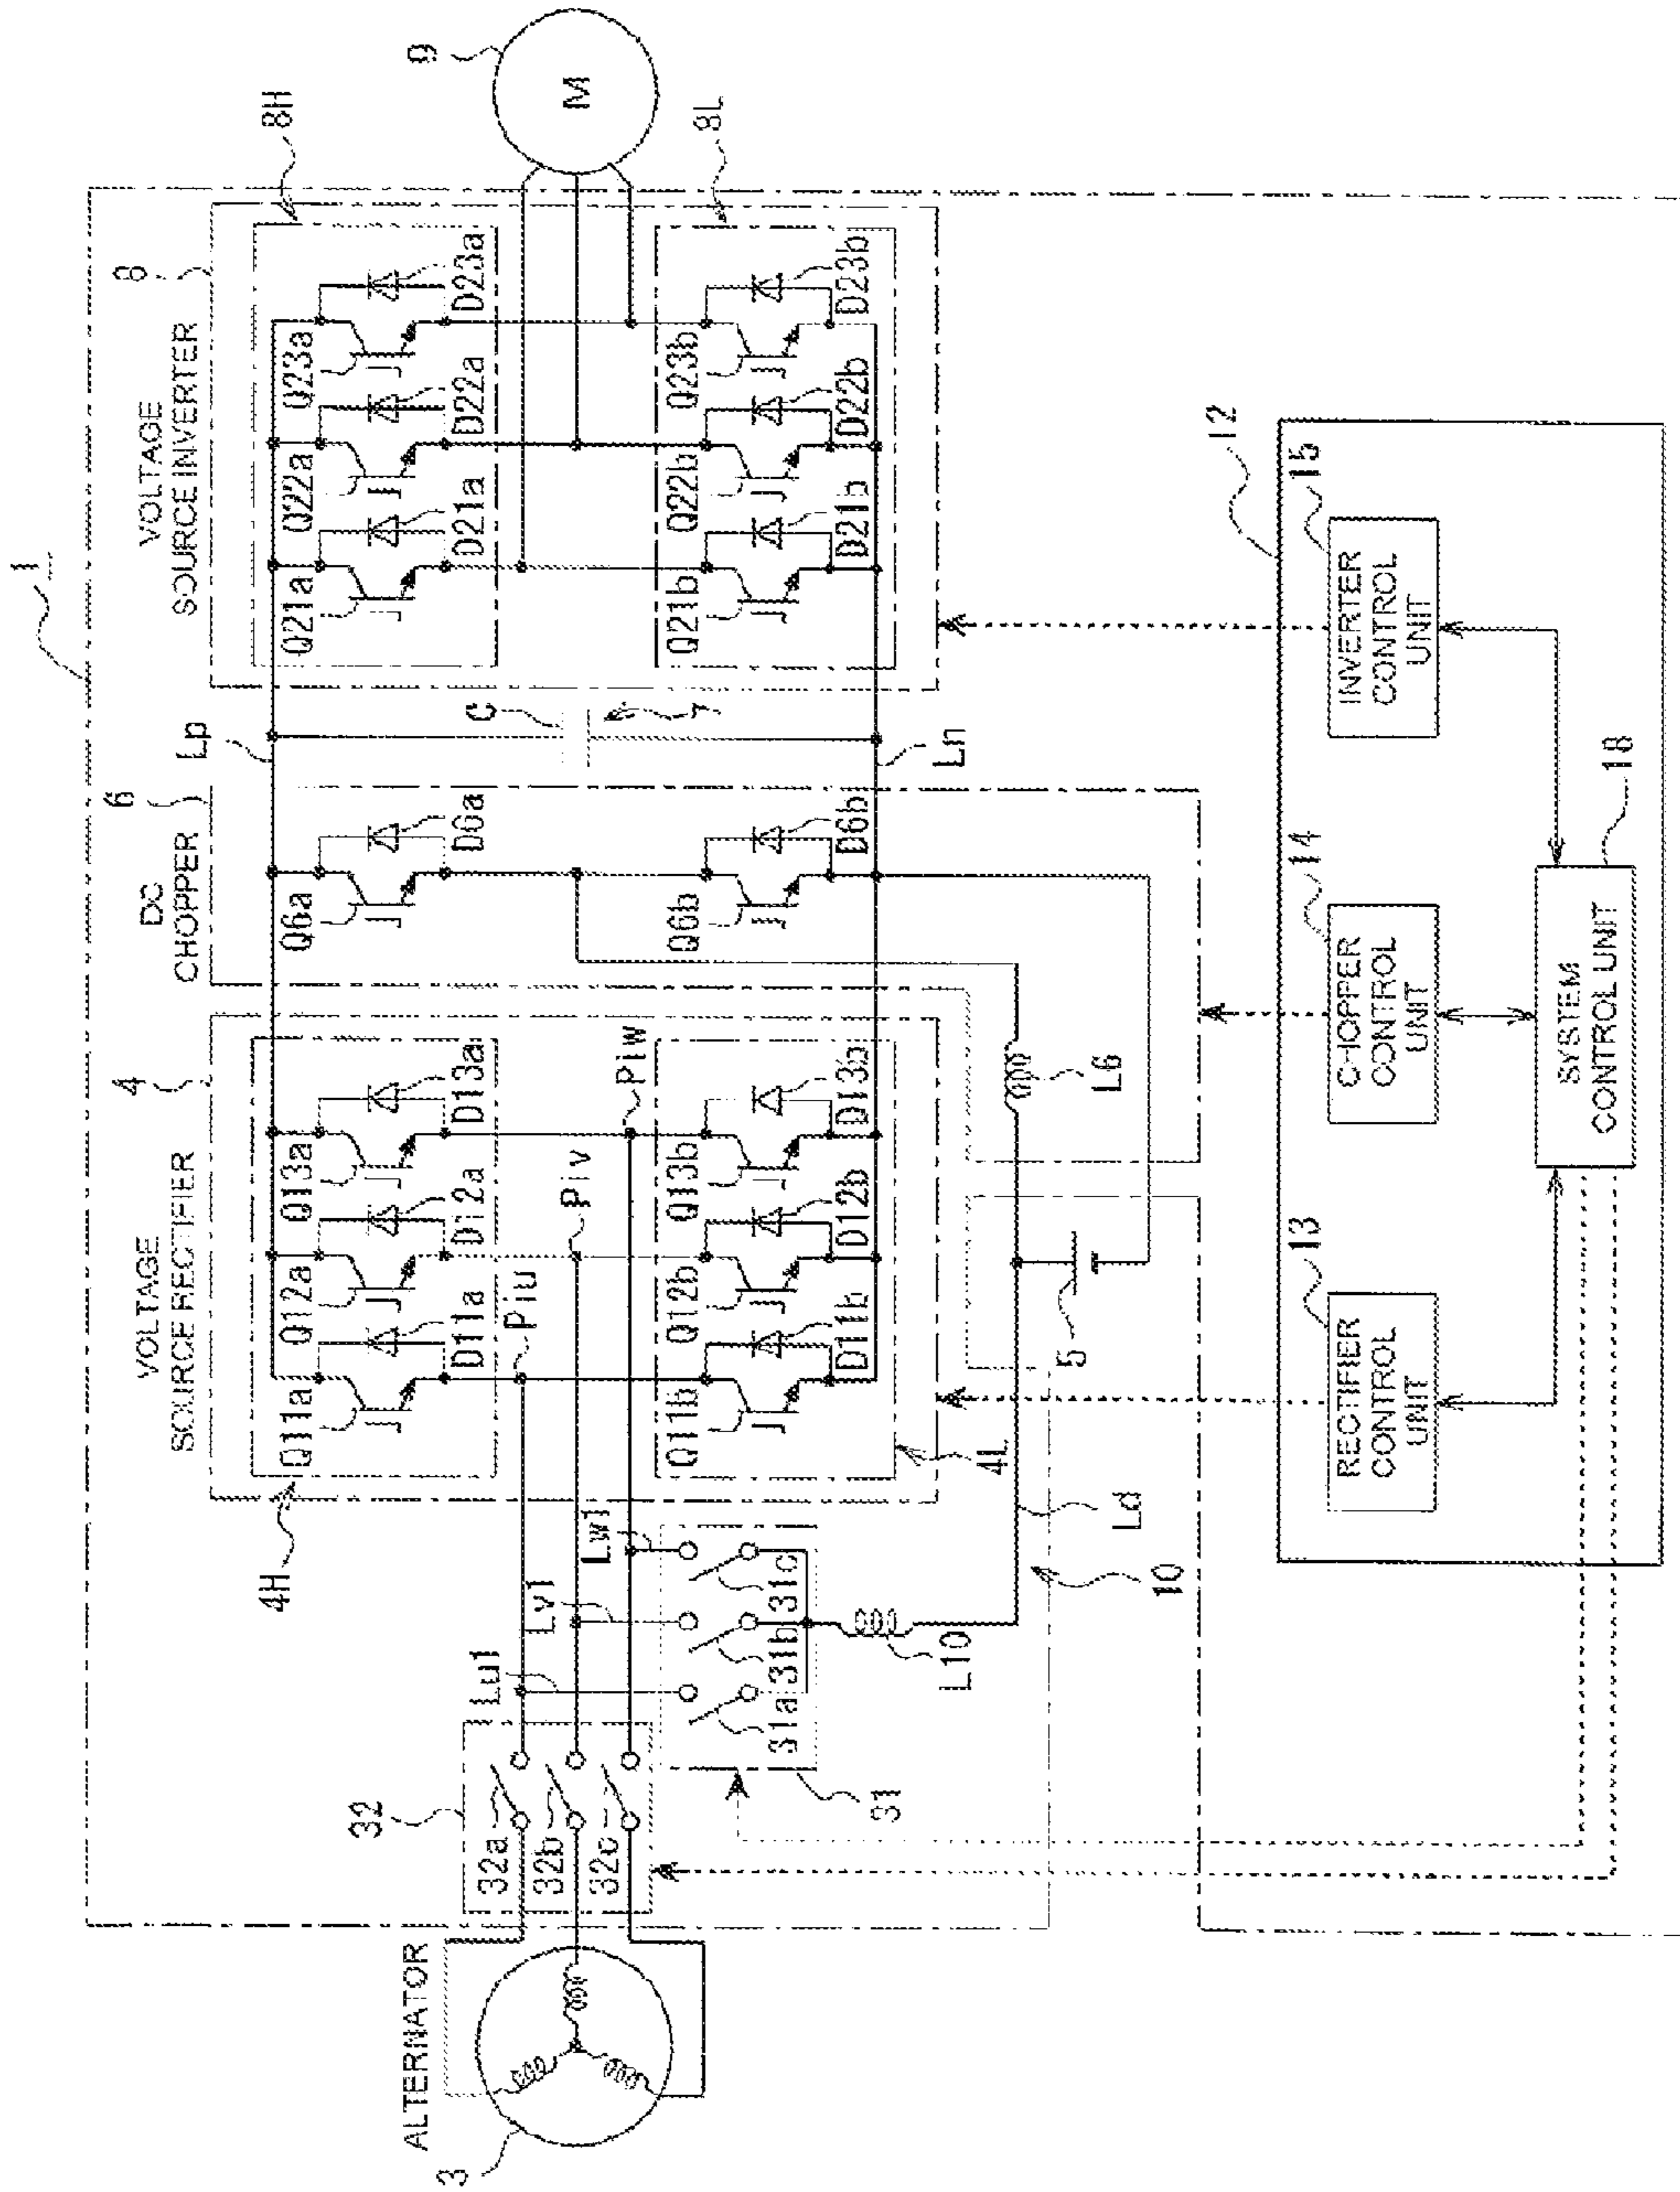 1
VOLTAGE
SOURCE RECTIFIER
4
DC
CHOPPER
6
Lp
VOLTAGE
SOURCE INVERTER
8
8H
4H
Q11a
Q12a
Q13a
D11a
D12a
D13a
Q6a
D6a
Q21a
Q22a
Q23a
D21a
D22a
D23a
ALTERNATOR
3
32
32a
32b
32c
Lu1
Lv1
Lw1
Piu
Piv
Piw
C
7
M
9
8L
Q11b
Q12b
Q13b
D11b
D12b
D13b
Q6b
D6b
Q21b
Q22b
Q23b
D21b
D22b
D23b
Ln
4L
31a
31b
31c
31
L10
Ld
10
5
L6
12
13
RECTIFIER
CONTROL
UNIT
14
CHOPPER
CONTROL
UNIT
15
INVERTER
CONTROL
UNIT
SYSTEM
CONTROL UNIT
18